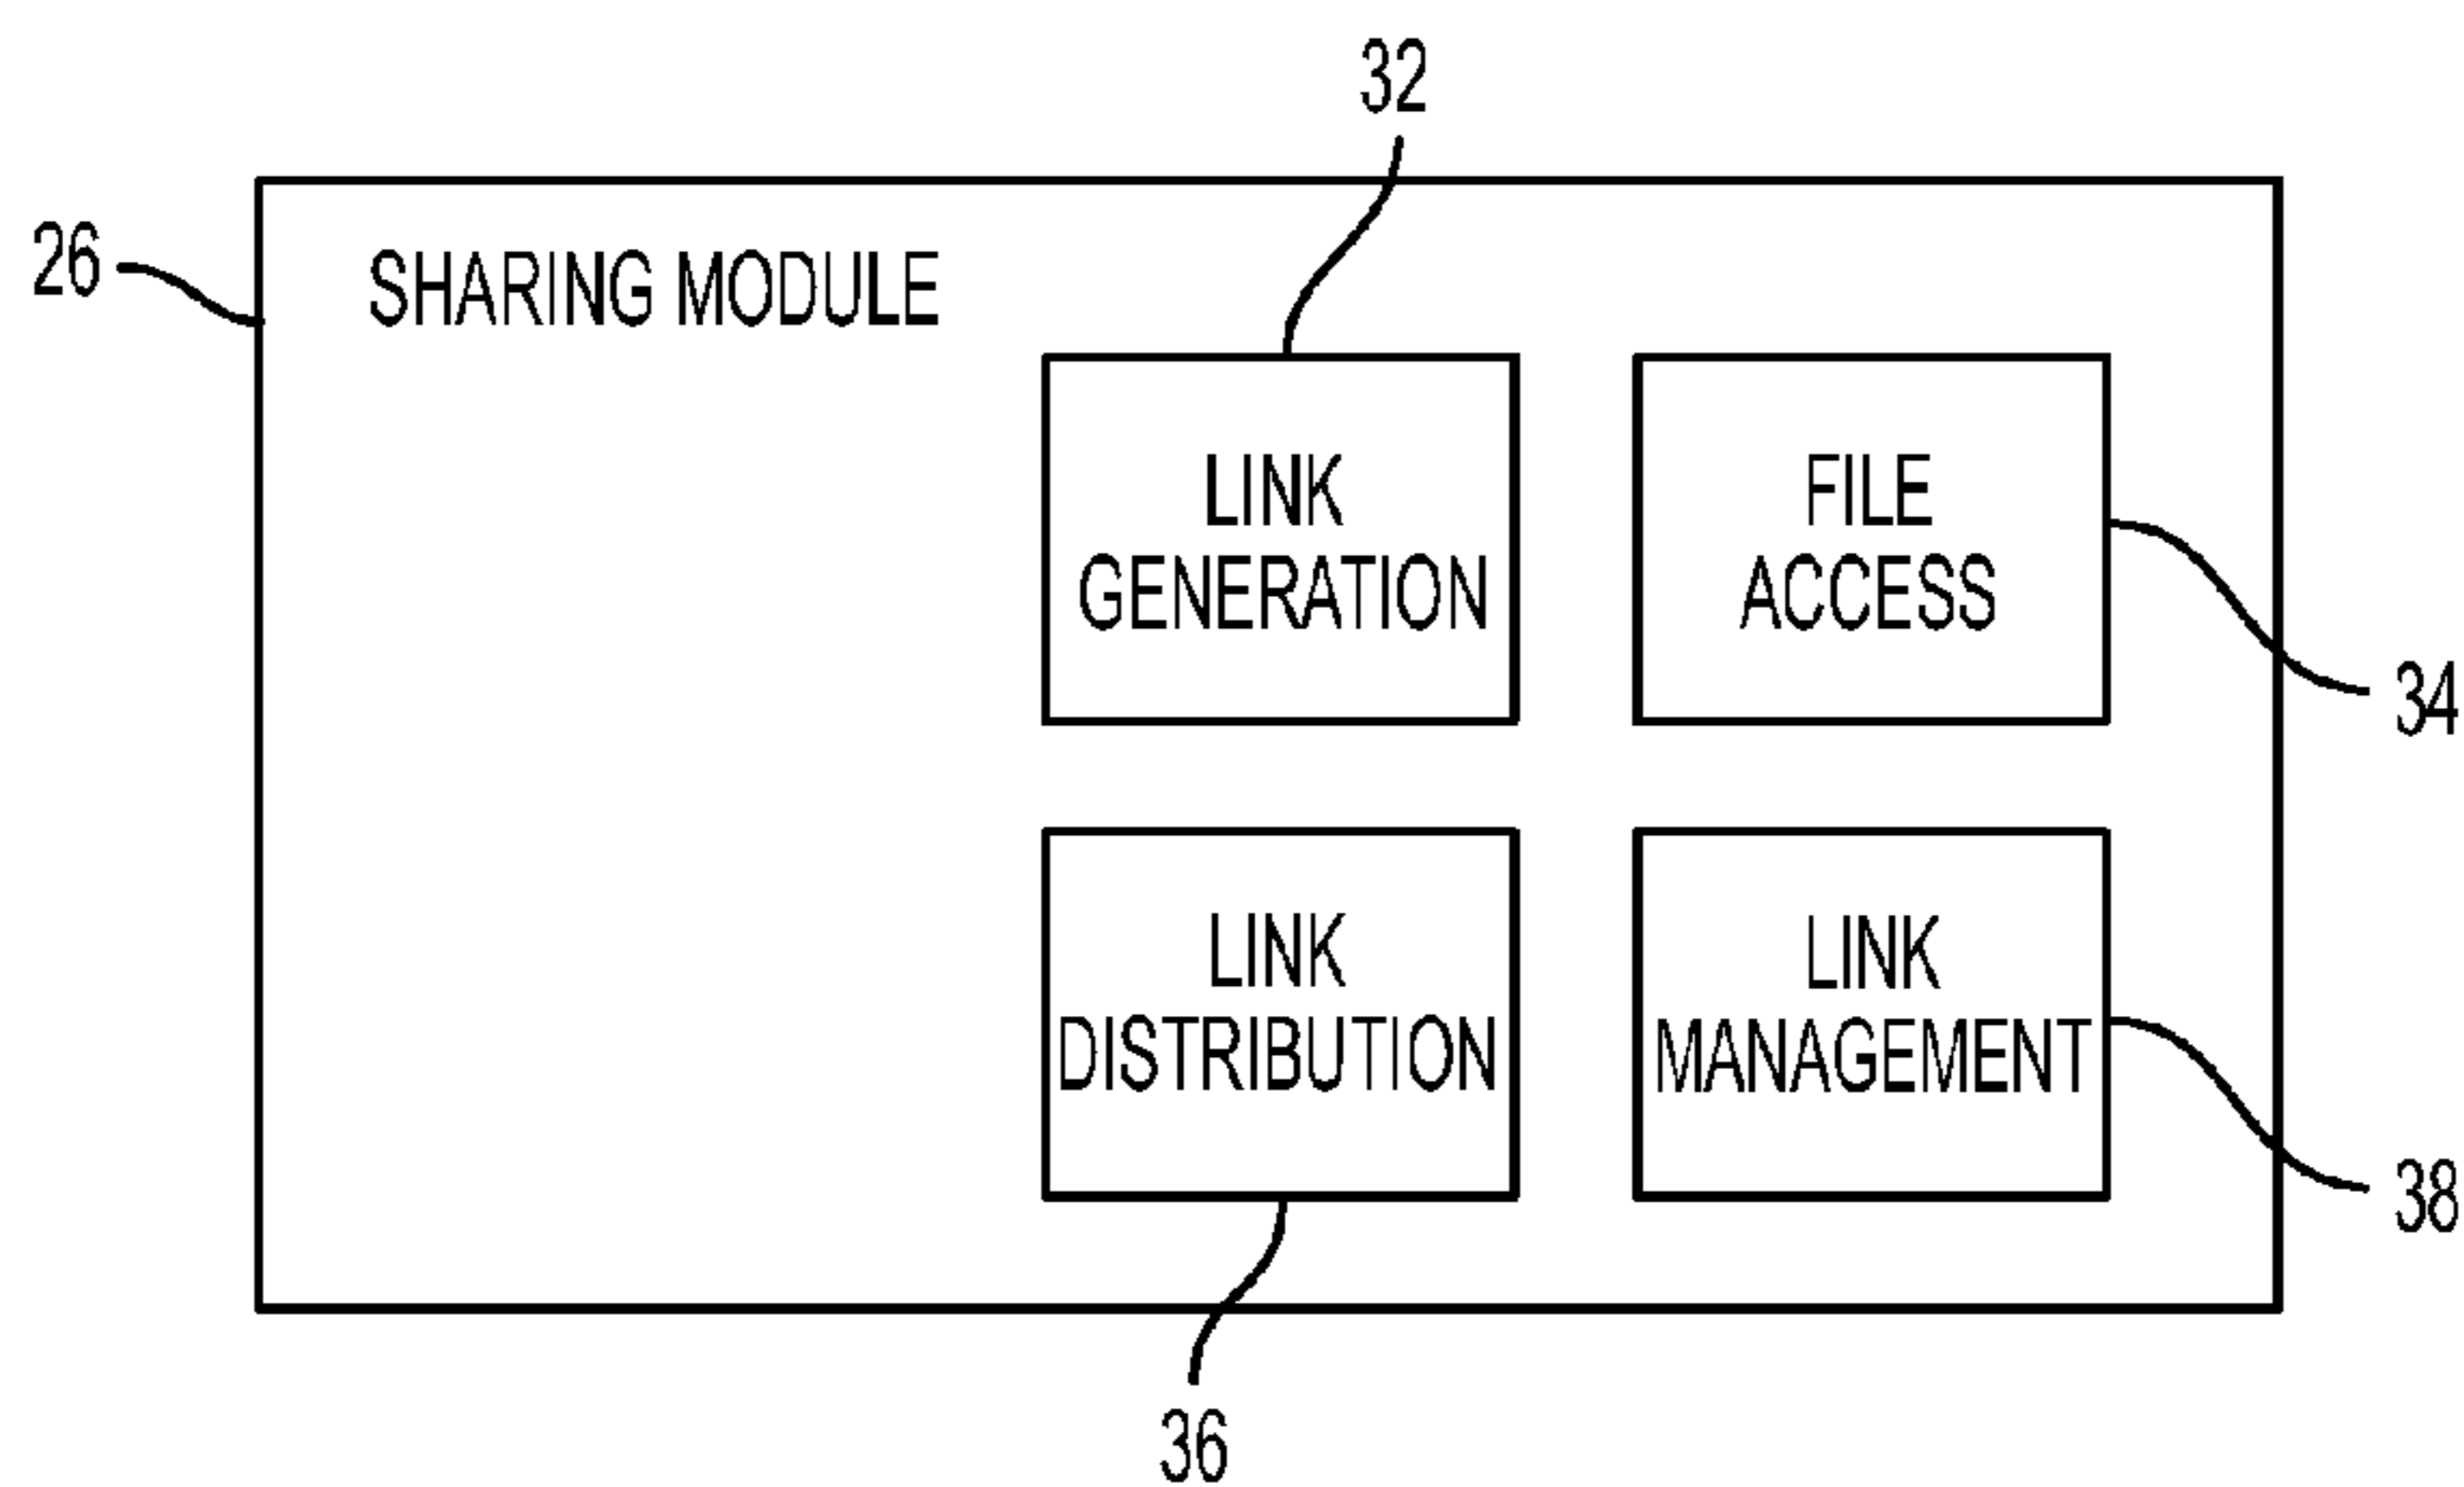 32
26
SHARING MODULE
LINK
GENERATION
FILE
ACCESS
34
LINK
DISTRIBUTION
LINK
MANAGEMENT
38
36